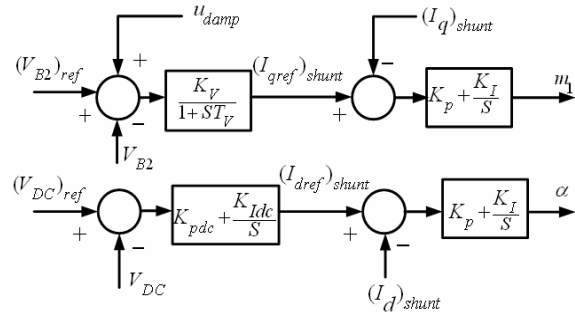 u_damp
(V_B2)_ref
+
+
−
V_B2
K_V / 1+ST_V
(I_qref)_shunt
(I_q)_shunt
−
+
K_p + K_I / S
m_1
(V_DC)_ref
+
−
V_DC
K_pdc + K_Idc / S
(I_dref)_shunt
+
−
(I_d)_shunt
K_p + K_I / S
α